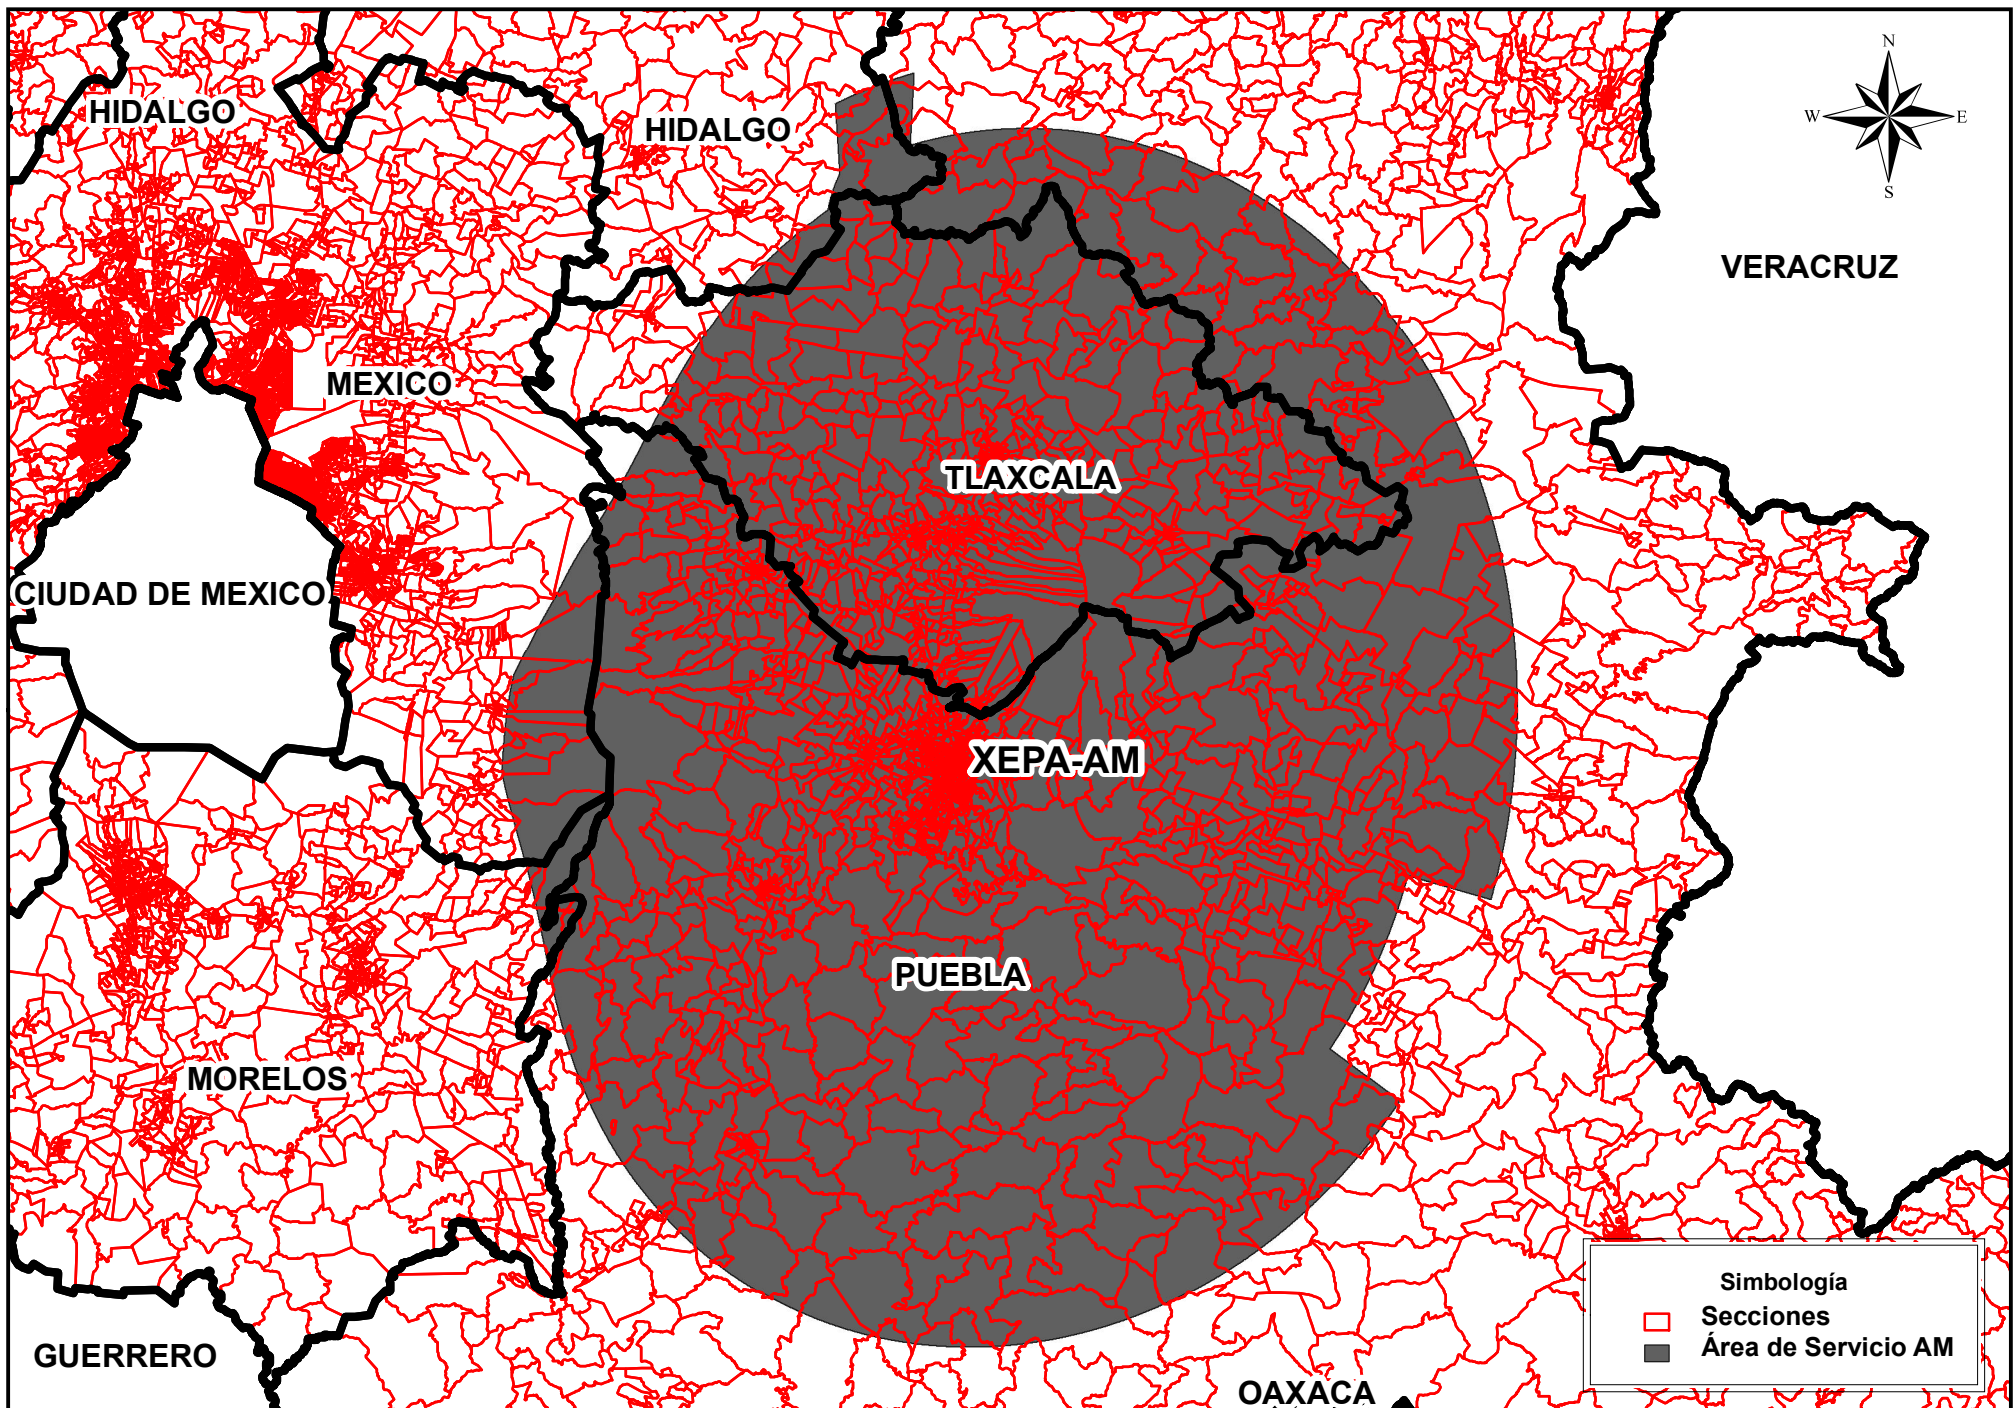 N
HIDALGO
HIDALGO
W
E
S
VERACRUZ
MEXICO
TLAXCALA
CIUDAD DE MEXICO
XEPA-AM
PUEBLA
MORELOS
Simbología
Secciones
Área de Servicio AM
GUERRERO
OAXACA